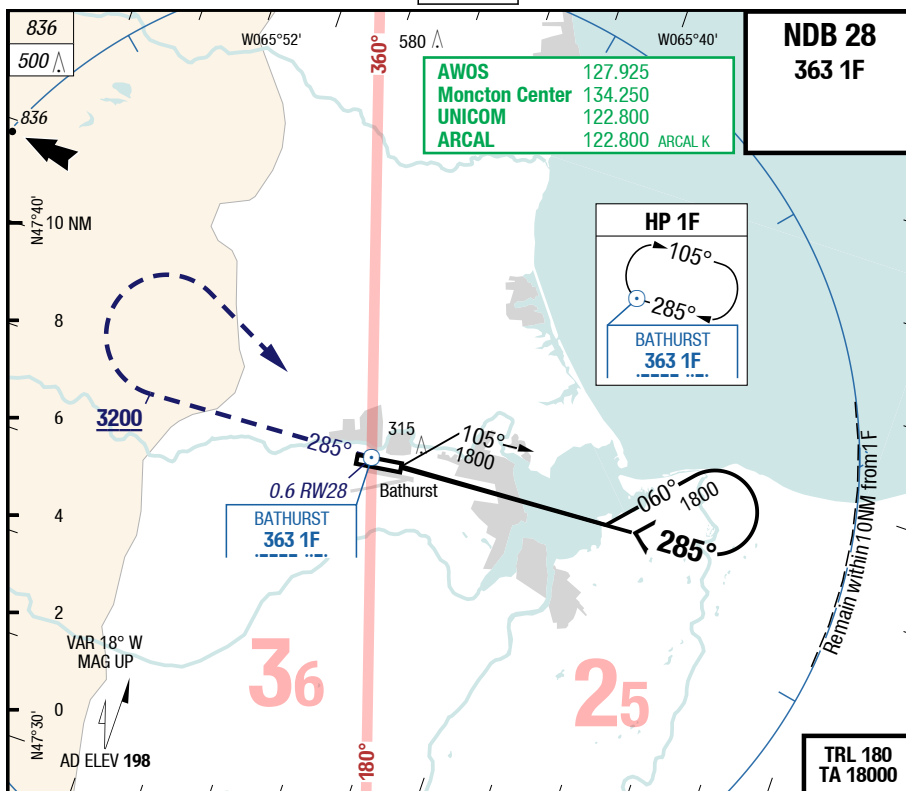 836
500
W065°52'
580
W065°40'
NDB 28
363 1F
360°
AWOS 127.925
Moncton Center 134.250
UNICOM 122.800
ARCAL 122.800 ARCAL K
836
N47°40'
10 NM
HP 1F
105°
285°
BATHURST
363 1F
8
6
3200
285°
315
105°
1800
0.6 RW28
Bathurst
BATHURST
363 1F
060°
1800
285°
4
Remain within 10NM from 1F
2
VAR 18° W
MAG UP
36
25
0
N47°30'
AD ELEV 198
180°
TRL 180
TA 18000